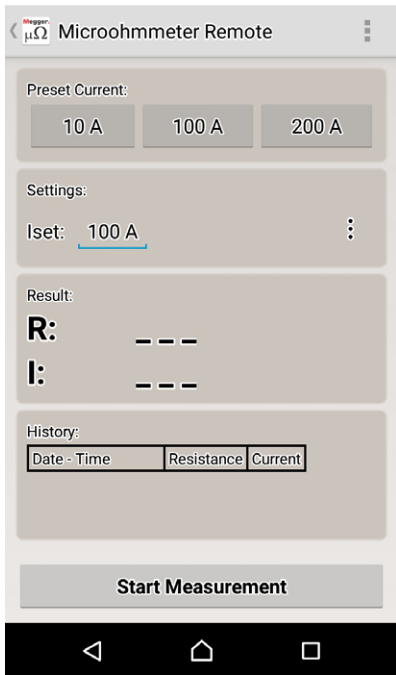 Megger.
µΩ
Microohmmeter Remote
Preset Current:
10 A 100 A 200 A
Settings:
Iset: 100 A
Result:
R: _ _ _
I: _ _ _
History:
Date - Time Resistance Current
Start Measurement